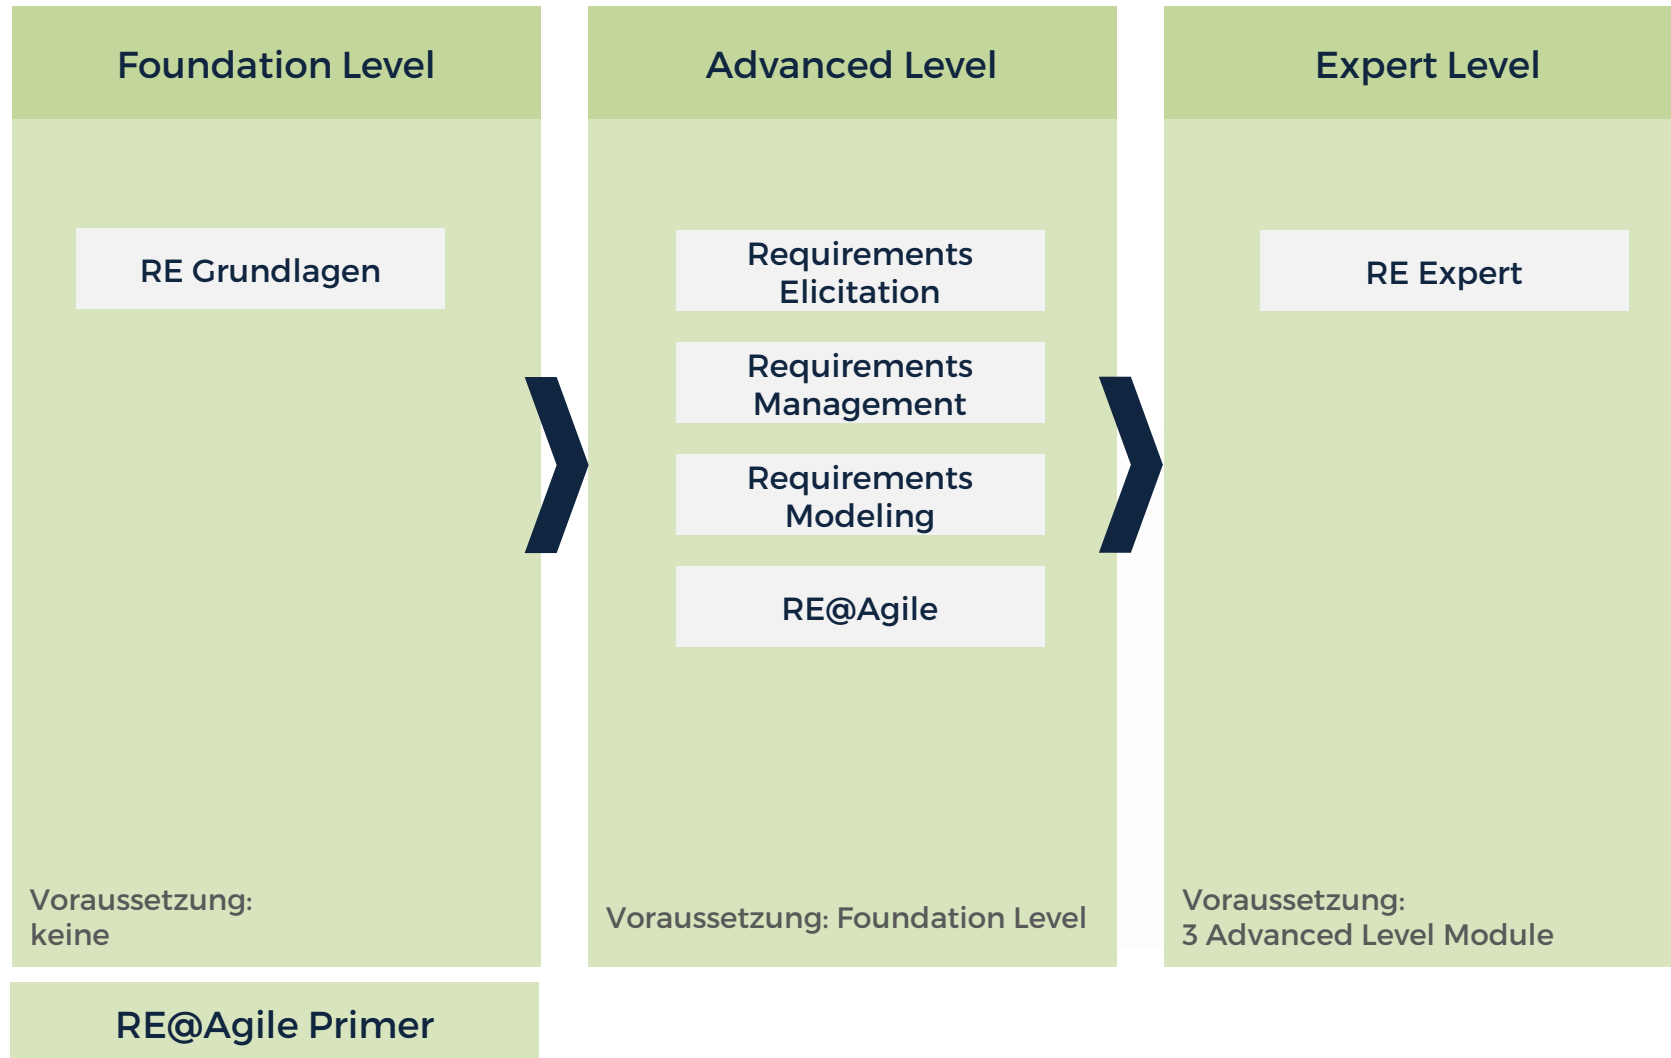 Foundation Level
RE Grundlagen
Voraussetzung:
keine
Advanced Level
Requirements
Elicitation
Requirements
Management
Requirements
Modeling
RE@Agile
Voraussetzung: Foundation Level
Expert Level
RE Expert
Voraussetzung:
3 Advanced Level Module
RE@Agile Primer